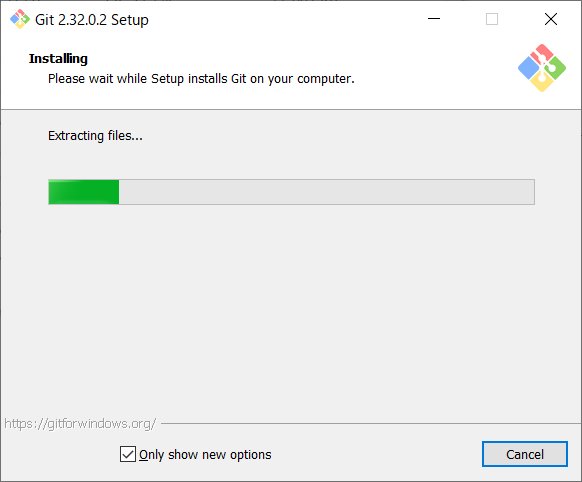 Git 2.32.0.2 Setup
Installing
Please wait while Setup installs Git on your computer.
Extracting files...
https://gitforwindows.org/
Only show new options
Cancel